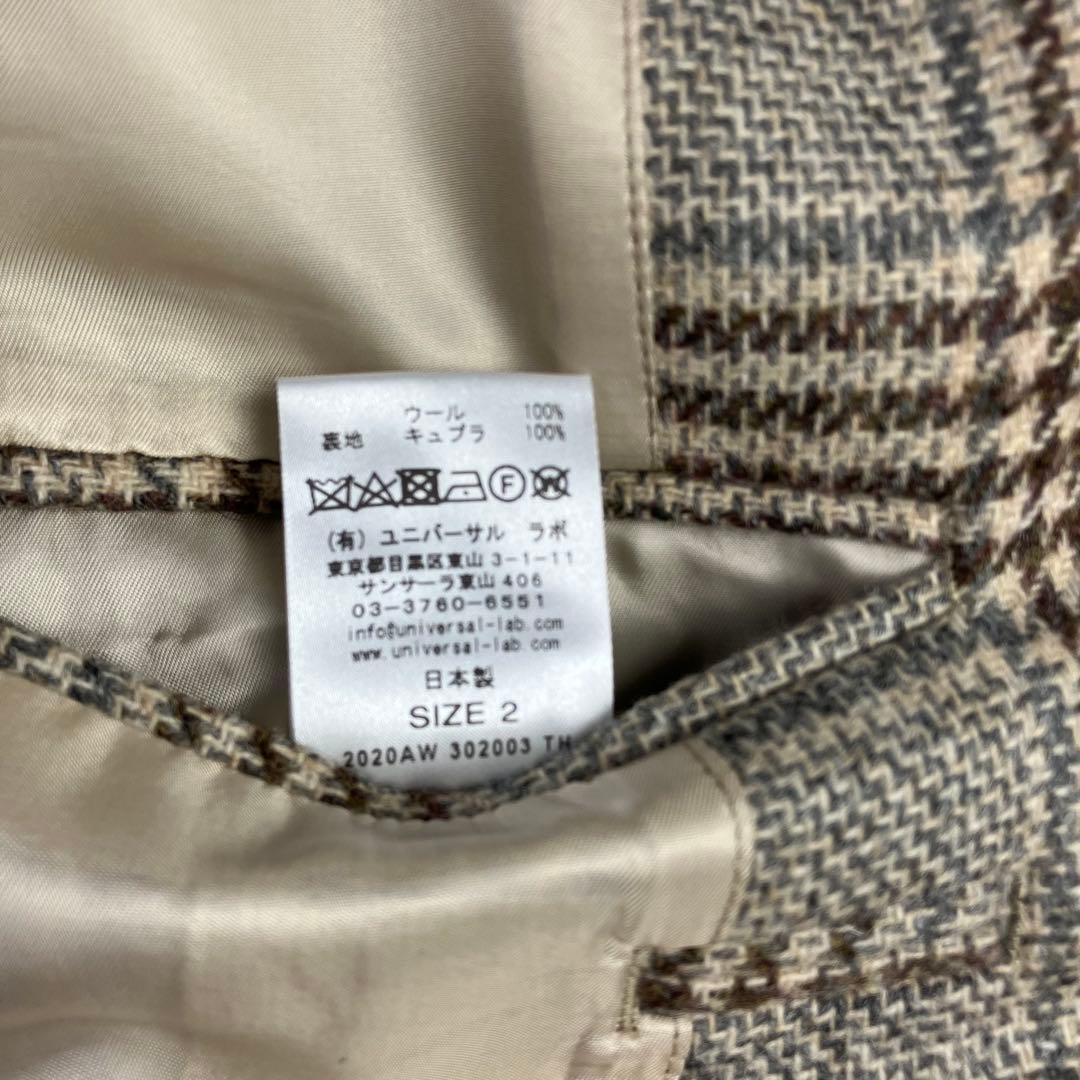 ウール 100%
裏地 キュプラ 100%
F W
(有) ユニバーサル ラボ
東京都目黒区東山 3-1-11
サンサーラ東山 406
03-3760-6551
info@universal-lab.com
www.universal-lab.com
日本製
SIZE 2
2020AW 302003 TH